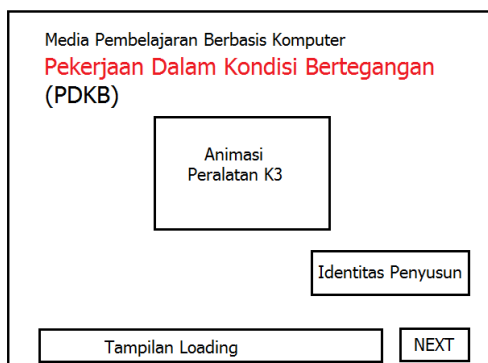 Media Pembelajaran Berbasis Komputer
Pekerjaan Dalam Kondisi Bertegangan
(PDKB)
Animasi
Peralatan K3
Identitas Penyusun
Tampilan Loading
NEXT